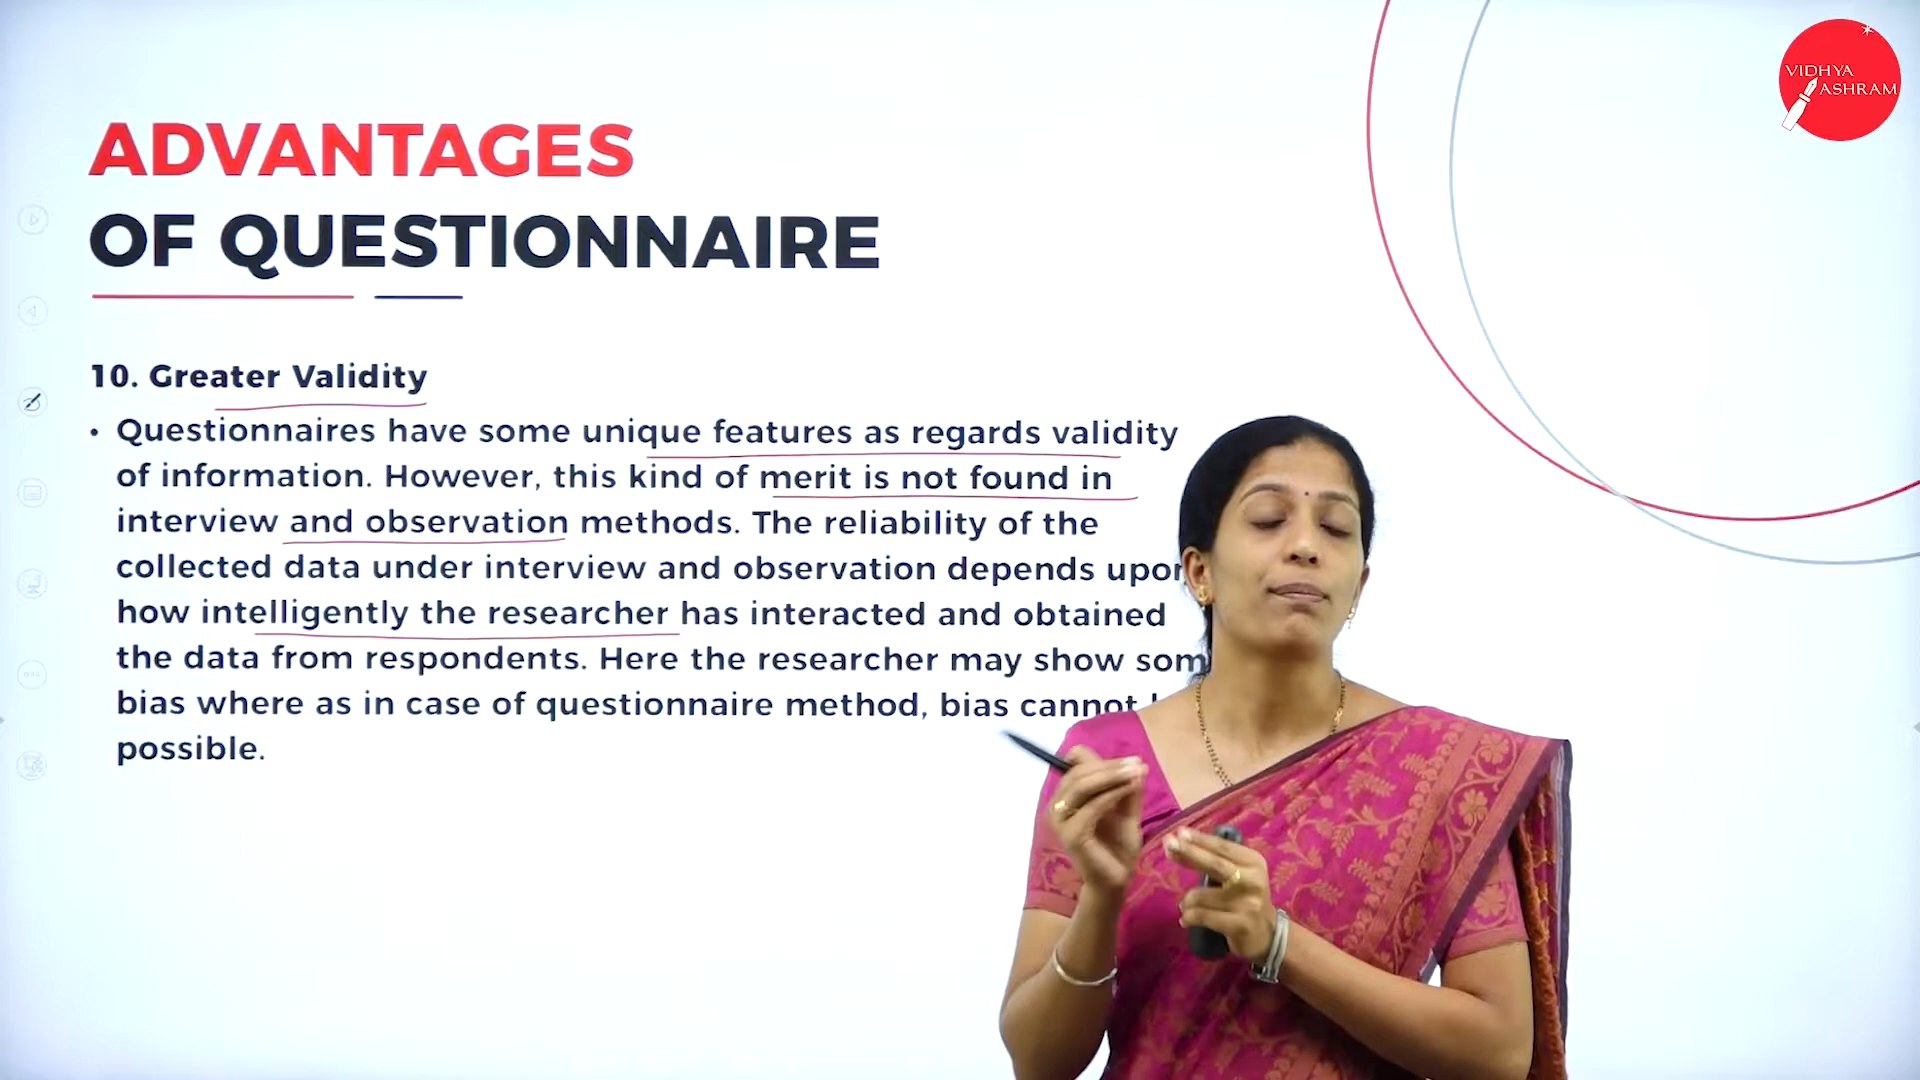 VIDHYA
ASHRAM
ADVANTAGES
OF QUESTIONNAIRE
10. Greater Validity
• Questionnaires have some unique features as regards validity
of information. However, this kind of merit is not found in
interview and observation methods. The reliability of the
collected data under interview and observation depends upon
how intelligently the researcher has interacted and obtained
the data from respondents. Here the researcher may show
bias where as in case of questionnaire method, bias cannot
possible.